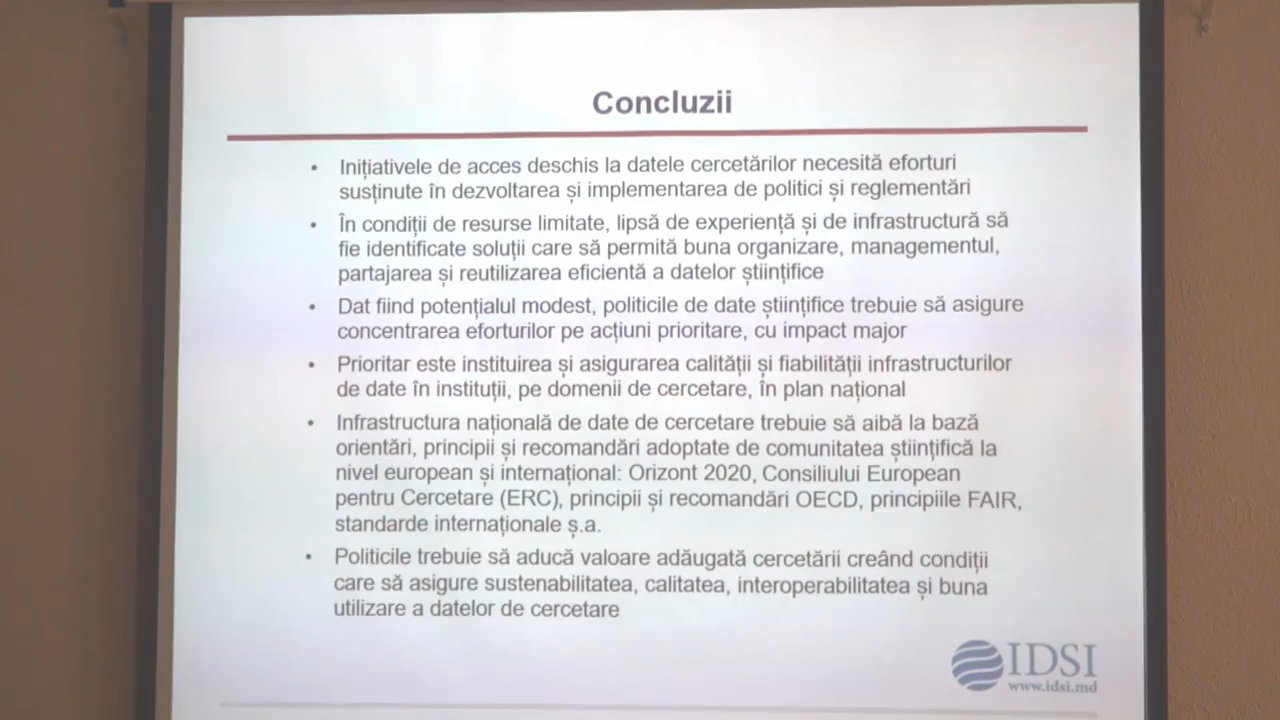 Concluzii
• Inițiativele de acces deschis la datele cercetărilor necesită eforturi
susținute în dezvoltarea și implementarea de politici și reglementări
• În condiții de resurse limitate, lipsă de experiență și de infrastructură să
fie identificate soluții care să permită buna organizare, managementul,
partajarea și reutilizarea eficientă a datelor științifice
• Dat fiind potențialul modest, politicile de date științifice trebuie să asigure
concentrarea eforturilor pe acțiuni prioritare, cu impact major
• Prioritar este instituirea și asigurarea calității și fiabilității infrastructurilor
de date în instituții, pe domenii de cercetare, în plan național
• Infrastructura națională de date de cercetare trebuie să aibă la bază
orientări, principii și recomandări adoptate de comunitatea științifică la
nivel european și internațional: Orizont 2020, Consiliului European
pentru Cercetare (ERC), principii și recomandări OECD, principiile FAIR,
standarde internaționale ș.a.
• Politicile trebuie să aducă valoare adăugată cercetării creând condiții
care să asigure sustenabilitatea, calitatea, interoperabilitatea și buna
utilizare a datelor de cercetare
IDSI
www.idsi.md